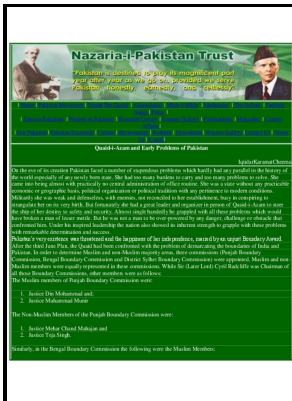 Nazaria-i-Pakistan Trust
"Pakistan is destined to play its magnificent part
year after year as we go on, provided we serve
Pakistan honestly, earnestly and selflessly"
Quaid-i-Azam and Early Problems of Pakistan
On the eve of its creation Pakistan faced a number of stupendous problems which hardly had any parallel in the history of
the world especially of any newly born state. She had too many burdens to carry and too many problems to solve. She
came into being almost with practically no central administration of office routine. She was a state without any practicable
economic or geographic basis, political organization or political tradition with any pertinence to modern conditions.
Militarily she was weak and defenseless, with enemies, not reconciled to her establishment, busy in conspiring to
strangulate her on its very birth. But fortunately she had a great leader and organizer in person of Quaid-i-Azam to steer
the ship of her destiny to safety and security. Almost single handedly he grappled with all these problems which would
have broken a man of lesser metal. But he was not a man to be over-powered by any danger, challenge or obstacle that
confronted him. Under his inspired leadership the nation also showed in inherent strength to grapple with these problems
with remarkable determination and success.
Pakistan's very existence was threatened and the happiness of her independence, marred by an unjust Boundary Award.
After the third June Plan, the Quaid had been confronted with the problem of demarcating the boundaries of India and
Pakistan. In order to determine Muslim and non-Muslim majority areas, three commissions (Punjab Boundary
Commission, Bengal Boundary Commission and District Sylhet Boundary Commission) were appointed. Muslim and non-
Muslim members were equally represented in these commissions. While Sir (Later Lord) Cyril Radcliffe was Chairman of
all these Boundary Commissions, other members were as follows:
The Muslim members of Punjab Boundary Commission were:
1. Justice Din Mohammad and;
2. Justice Muhammad Munir
The Non-Muslim Members of the Punjab Boundary Commission were:
1. Justice Mehar Chand Mahajan and
2. Justice Teja Singh.
Similarly, in the Bengal Boundary Commission the following were the Muslim Members: